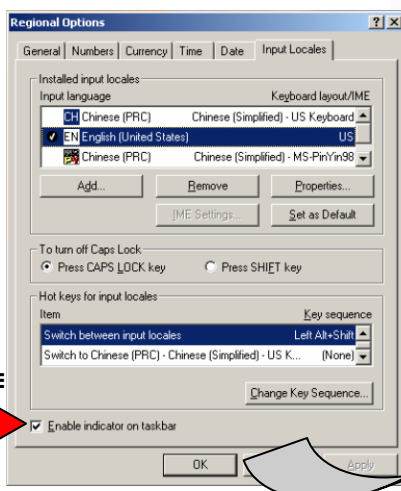 Regional Options
General Numbers Currency Time Date Input Locales
Installed input locales
Input language Keyboard layout/IME
CH Chinese (PRC) Chinese (Simplified) - US Keyboard
EN English (United States) US
Chinese (PRC) Chinese (Simplified) - MS-PinYin98
Add... Remove Properties...
IME Settings... Set as Default
To turn off Caps Lock
Press CAPS LOCK key Press SHIFT key
Hot keys for input locales
Item Key sequence
Switch between input locales Left Alt+Shift
Switch to Chinese (PRC) - Chinese (Simplified) - US K... (None)
Change Key Sequence...
Enable indicator on taskbar
OK Apply